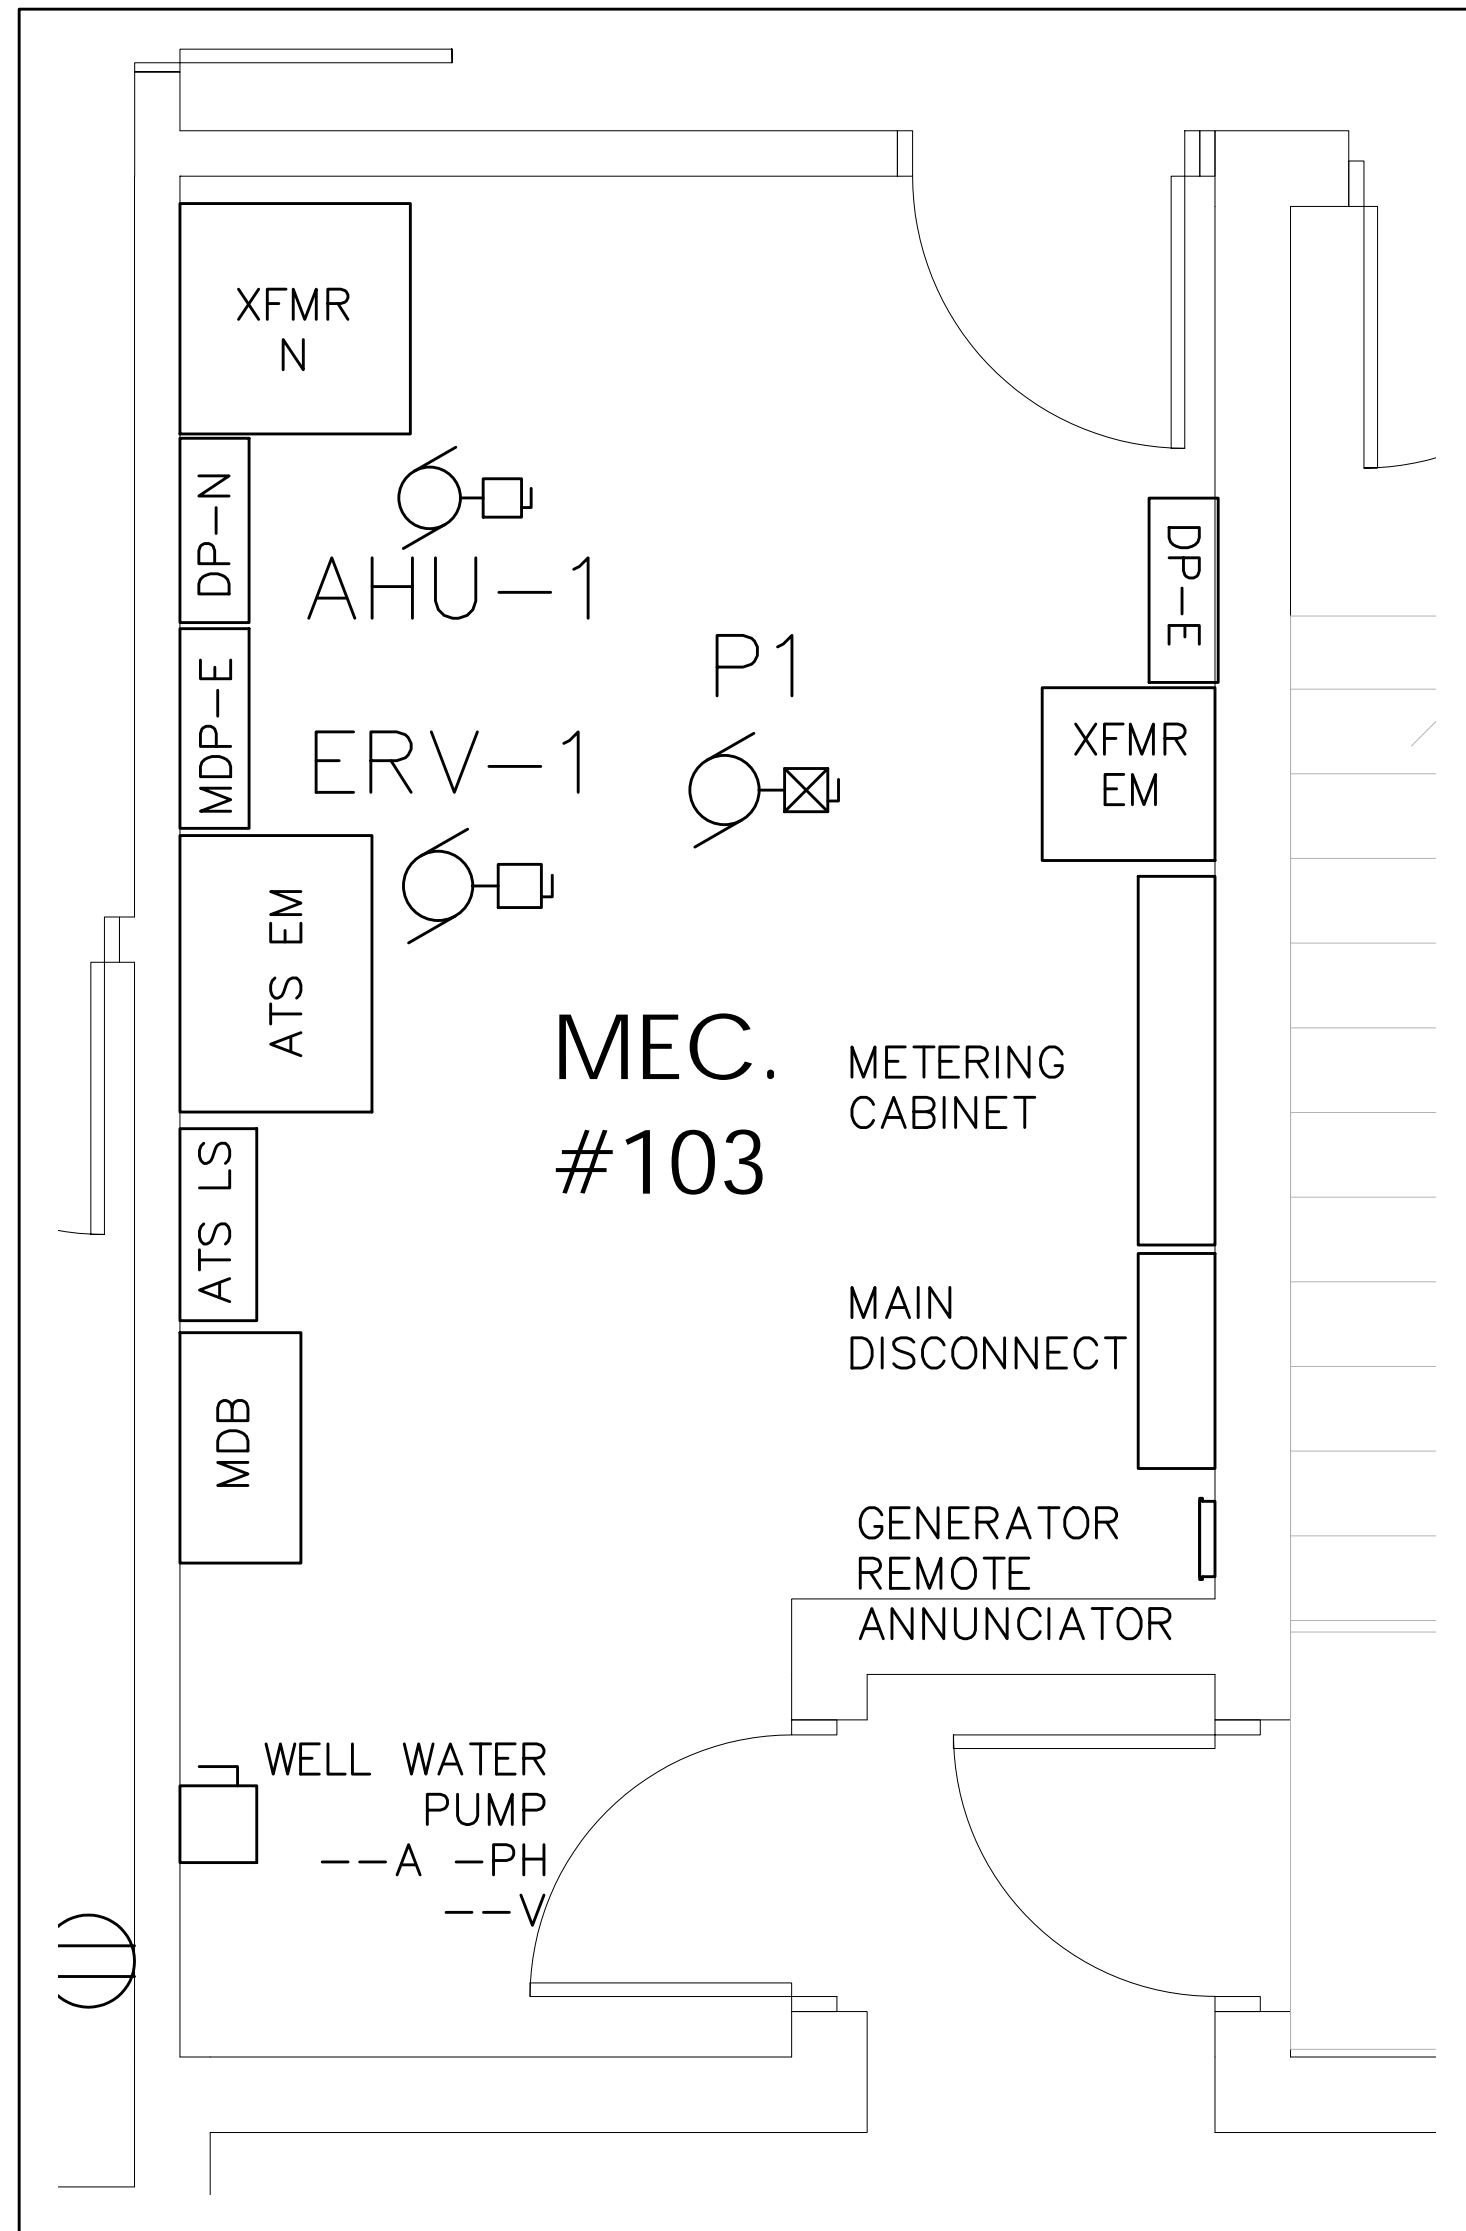 XFMR
N
DP-N
AHU-1
DP-E
MDP-E
P1
ERV-1
XFMR
EM
ATS EM
MEC.
#103
METERING
CABINET
ATS LS
MAIN
DISCONNECT
MDB
GENERATOR
REMOTE
ANNUNCIATOR
WELL WATER
PUMP
--A -PH
--V